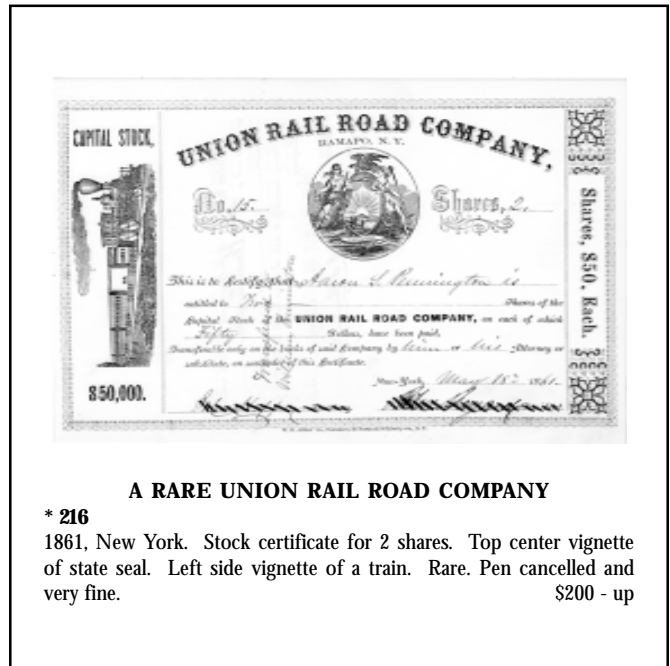 CAPITAL STOCK,
UNION RAIL ROAD COMPANY,
RAMAPO, N.Y.
No. 15.
Shares, 2.
Shares, $50, Each.
This is to Certify that Aaron S. Pennington is
entitled to Two Shares of the
Capital Stock of the UNION RAIL ROAD COMPANY, on each of which
Fifty Dollars, have been paid,
Transferable only on the books of said Company by him or his Attorney or
substitute, on surrender of this Certificate.
New-York, May 15th 1861.
$50,000.
A RARE UNION RAIL ROAD COMPANY
* 216
1861, New York. Stock certificate for 2 shares. Top center vignette
of state seal. Left side vignette of a train. Rare. Pen cancelled and
very fine. $200 - up